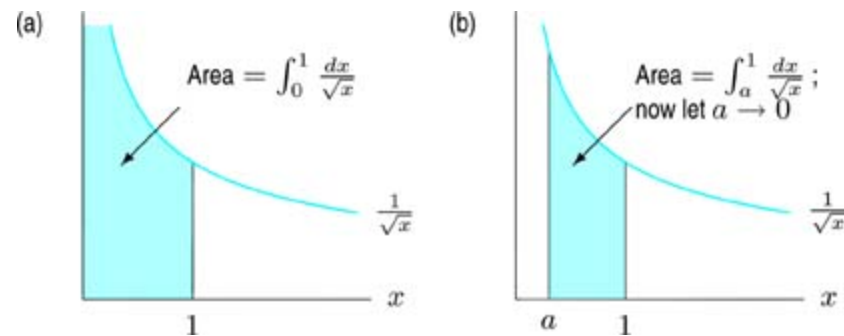 (a)
Area = ∫₀¹ dx/√x
1/√x
x
1
(b)
Area = ∫ₐ¹ dx/√x ;
now let a → 0
1/√x
x
a
1